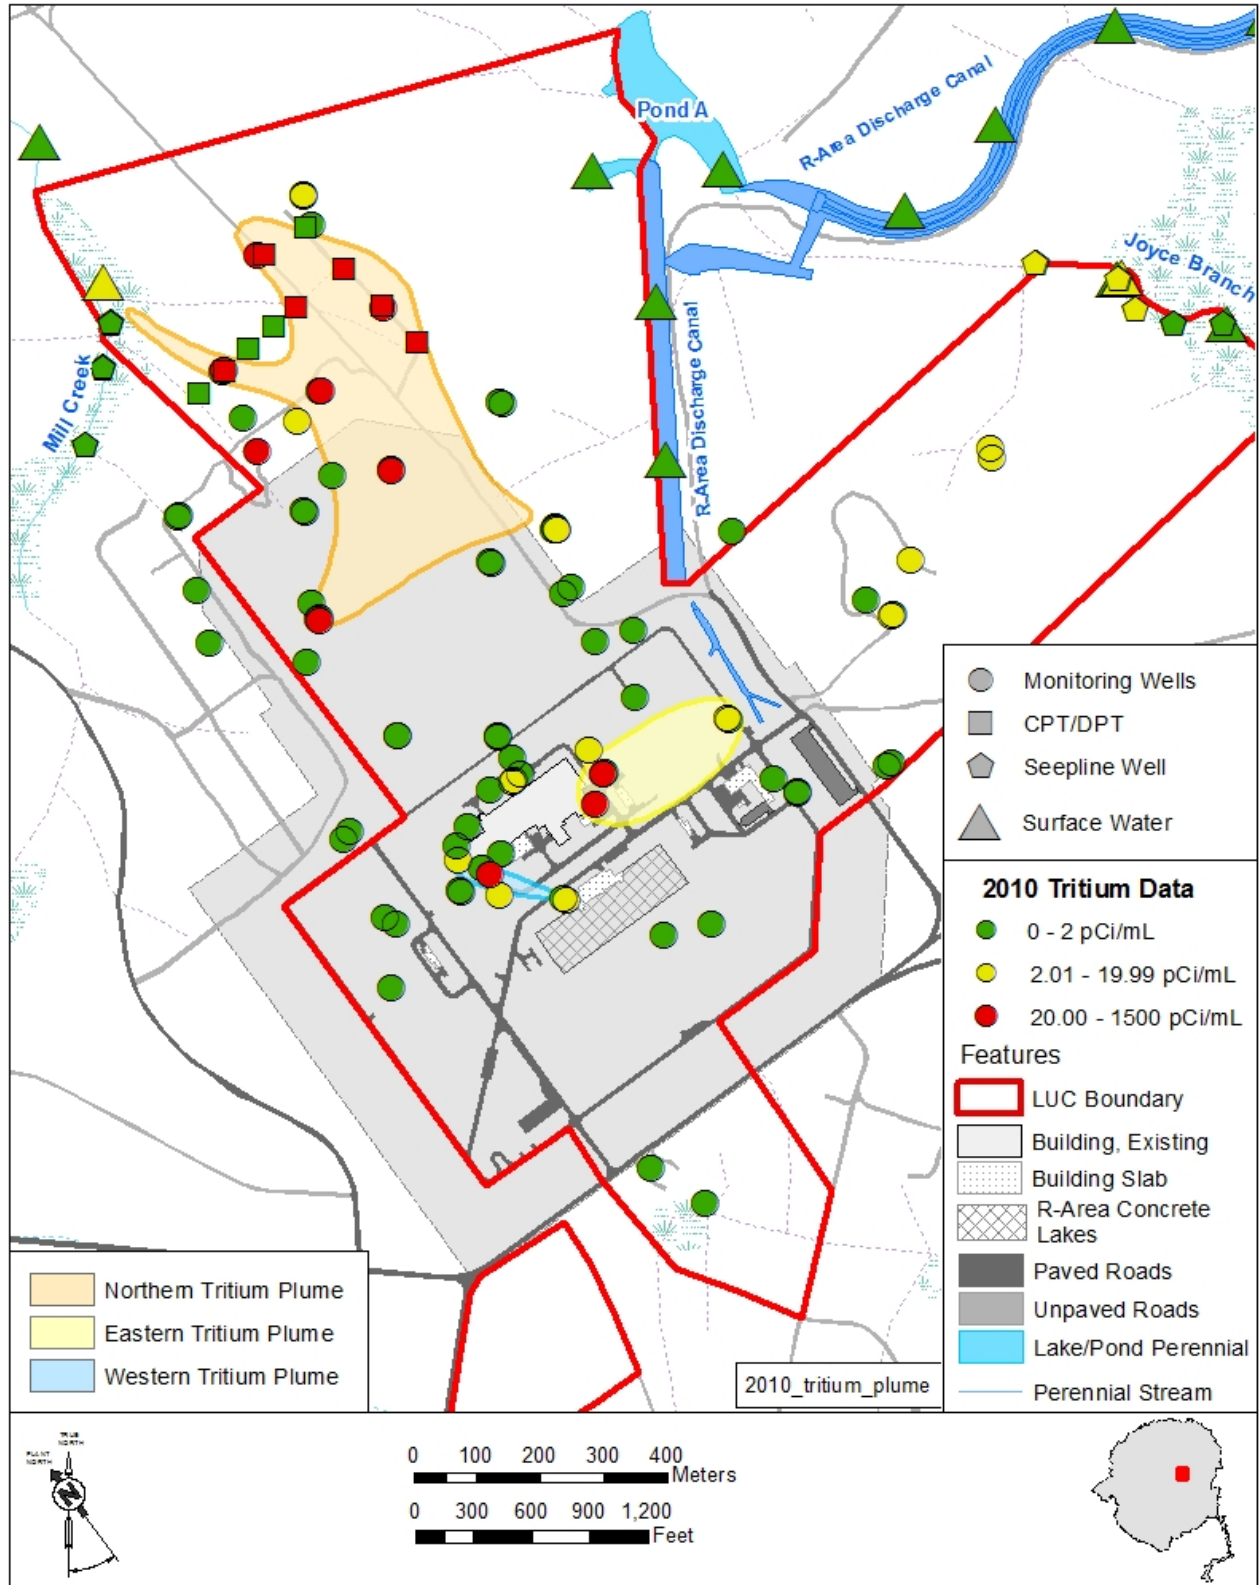 Pond A
R-Area Discharge Canal
Joyce Branch
R-Area Discharge Canal
Mill Creek
Monitoring Wells
CPT/DPT
Seepline Well
Surface Water
2010 Tritium Data
0 - 2 pCi/mL
2.01 - 19.99 pCi/mL
20.00 - 1500 pCi/mL
Features
LUC Boundary
Building, Existing
Building Slab
R-Area Concrete
Lakes
Paved Roads
Unpaved Roads
Lake/Pond Perennial
Perennial Stream
Northern Tritium Plume
Eastern Tritium Plume
Western Tritium Plume
2010_tritium_plume
TRUE
NORTH
PLANT
NORTH
N
0 100 200 300 400
Meters
0 300 600 900 1,200
Feet